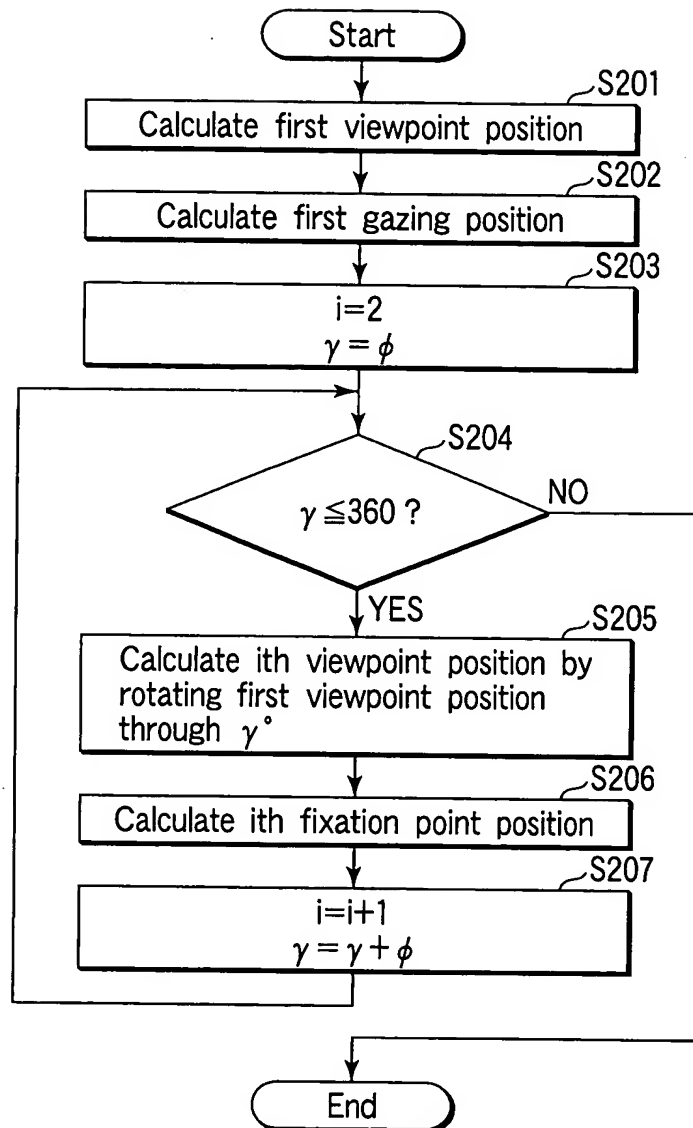 Start
S201
Calculate first viewpoint position
S202
Calculate first gazing position
S203
i=2
γ = ϕ
S204
γ ≦360 ?
NO
YES
S205
Calculate ith viewpoint position by
rotating first viewpoint position
through γ°
S206
Calculate ith fixation point position
S207
i=i+1
γ = γ + ϕ
End